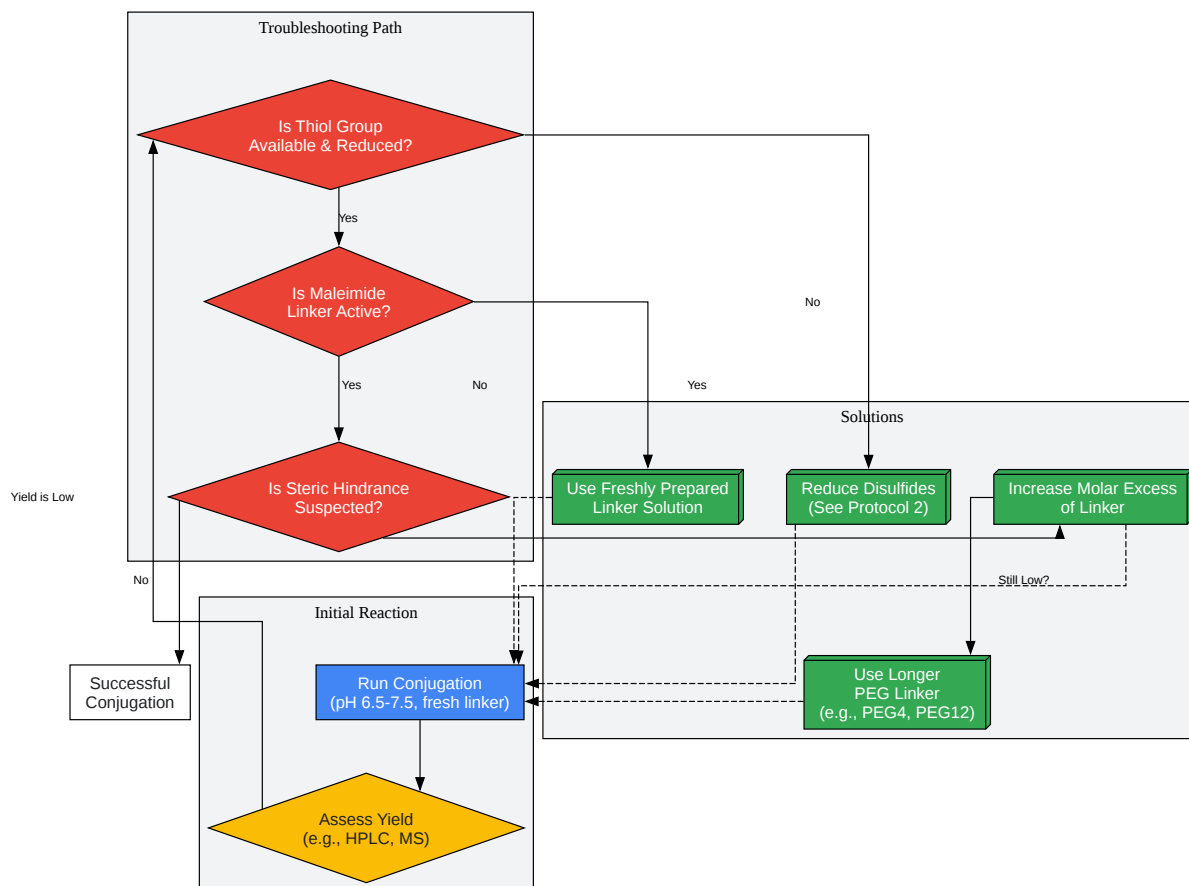 Troubleshooting Path
Is Thiol Group
Available & Reduced?
Yes
Is Maleimide
Linker Active?
No
Yes
No
Yes
Solutions
Is Steric Hindrance
Suspected?
Yield is Low
Use Freshly Prepared
Linker Solution
Reduce Disulfides
(See Protocol 2)
Increase Molar Excess
of Linker
No
Still Low?
Initial Reaction
Successful
Conjugation
Run Conjugation
(pH 6.5-7.5, fresh linker)
Use Longer
PEG Linker
(e.g., PEG4, PEG12)
Assess Yield
(e.g., HPLC, MS)